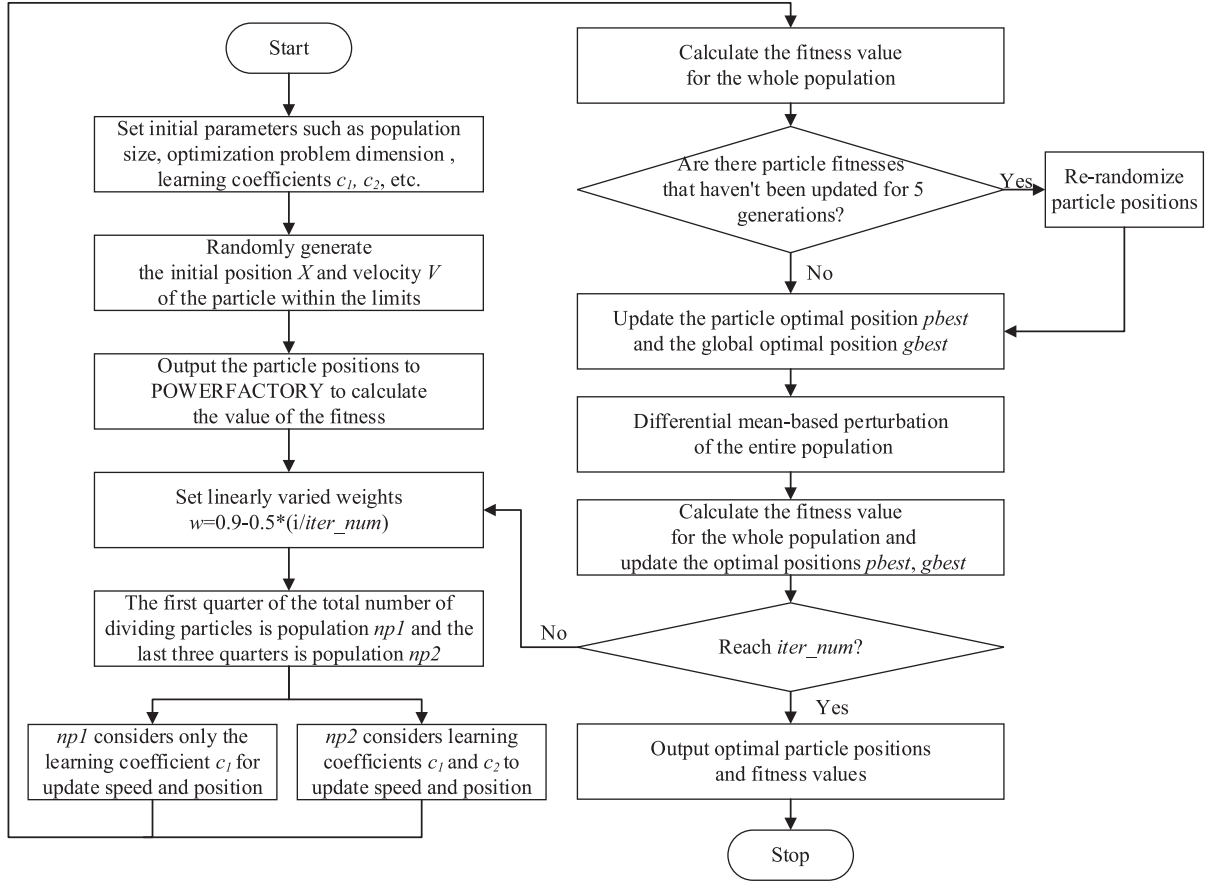 Start
Set initial parameters such as population
size, optimization problem dimension ,
learning coefficients c1, c2, etc.
Randomly generate
the initial position X and velocity V
of the particle within the limits
Output the particle positions to
POWERFACTORY to calculate
the value of the fitness
Set linearly varied weights
w=0.9-0.5*(i/iter_num)
The first quarter of the total number of
dividing particles is population np1 and the
last three quarters is population np2
np1 considers only the
learning coefficient c1 for
update speed and position
np2 considers learning
coefficients c1 and c2 to
update speed and position
Calculate the fitness value
for the whole population
Are there particle fitnesses
that haven't been updated for 5
generations?
Yes
Re-randomize
particle positions
No
Update the particle optimal position pbest
and the global optimal position gbest
Differential mean-based perturbation
of the entire population
Calculate the fitness value
for the whole population and
update the optimal positions pbest, gbest
Reach iter_num?
No
Yes
Output optimal particle positions
and fitness values
Stop